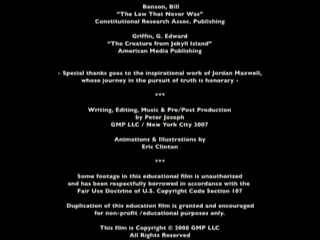 Benson, Bill
"The Law That Never Was"
Constitutional Research Assoc. Publishing
Griffin, G. Edward
"The Creature from Jekyll Island"
American Media Publishing
- Special thanks goes to the inspirational work of Jordan Maxwell,
whose journey in the pursuit of truth is honorary -
***
Writing, Editing, Music & Pre/Post Production
by Peter Joseph
GMP LLC / New York City 2007
Animations & Illustrations by
Eric Clinton
***
Some footage in this educational film is unauthorized
and has been respectfully borrowed in accordance with the
Fair Use Doctrine of U.S. Copyright Code Section 107
Duplication of this education film is granted and encouraged
for non-profit /educational purposes only.
This film is Copyright © 2008 GMP LLC
All Rights Reserved